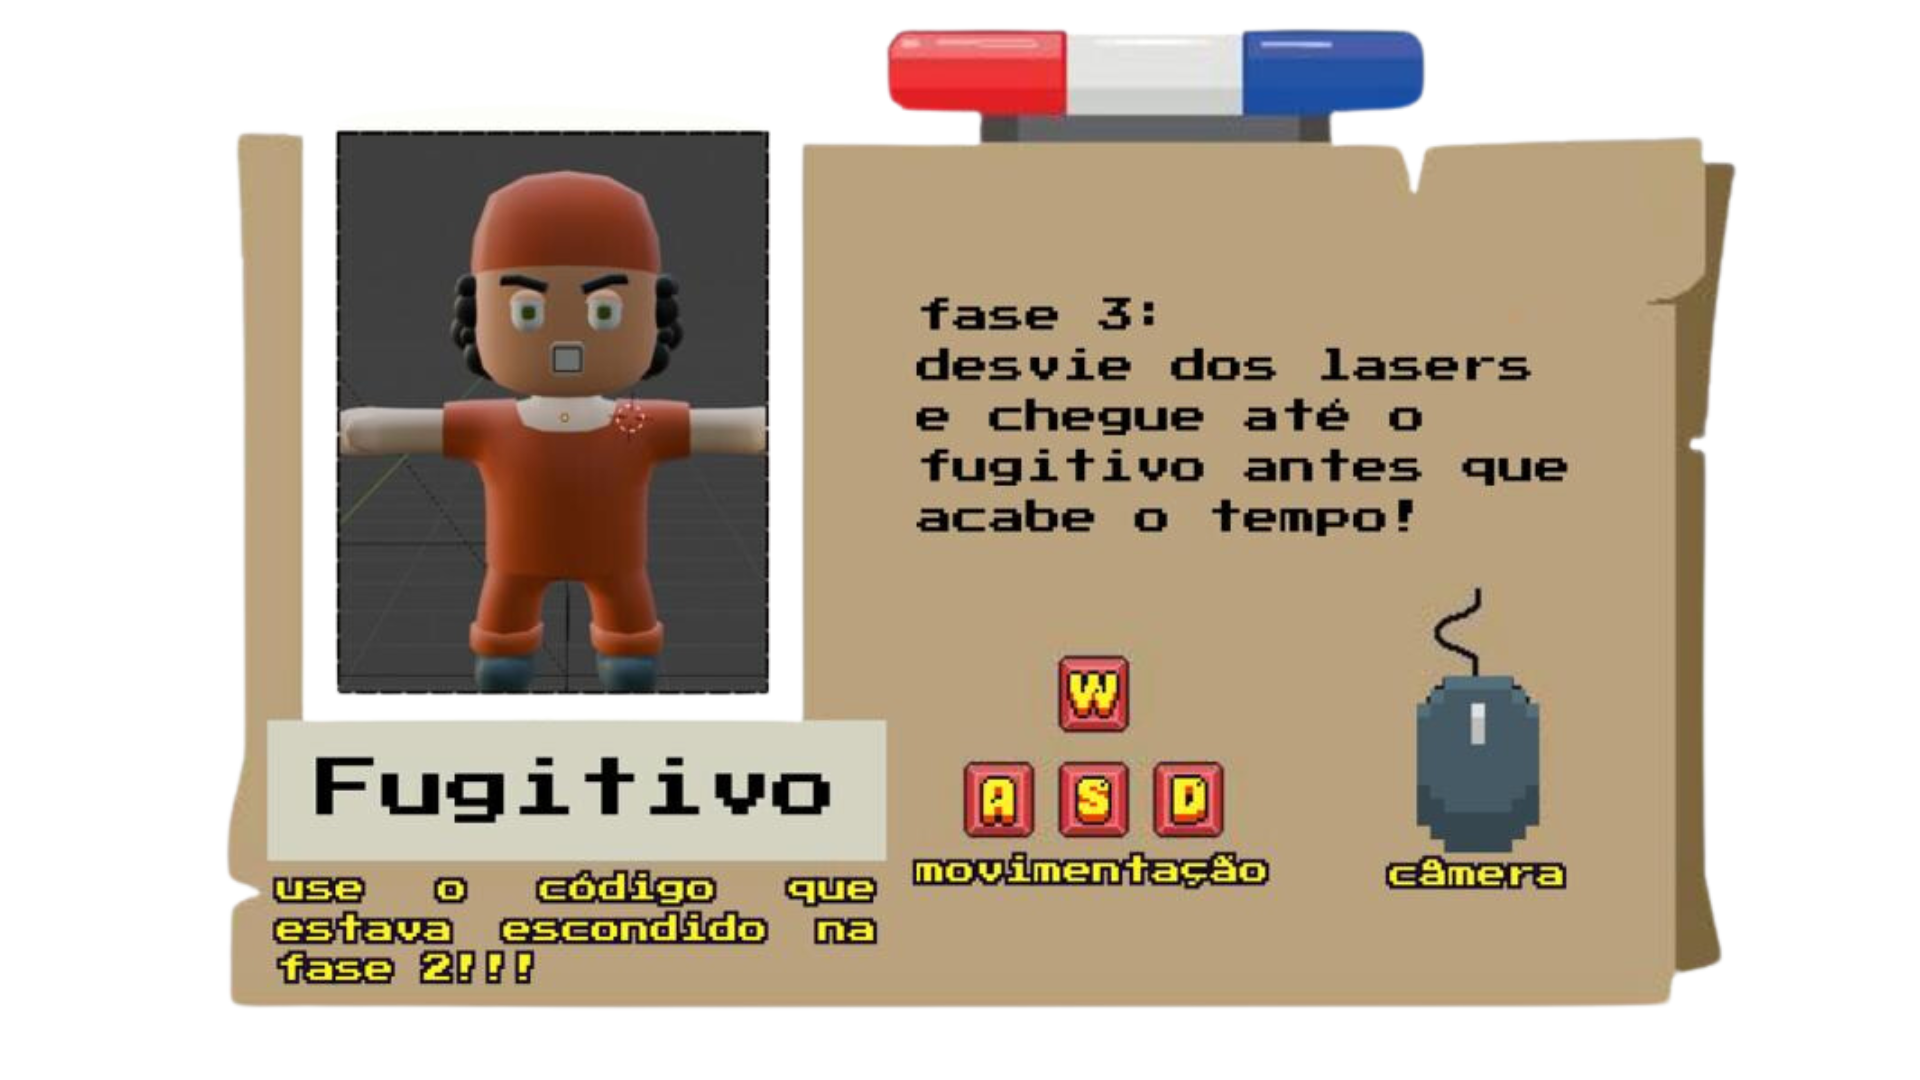 fase 3:
desvie dos lasers
e chegue até o
fugitivo antes que
acabe o tempo!
W
A S D
movimentação
câmera
Fugitivo
use o código que
estava escondido na
fase 2!!!